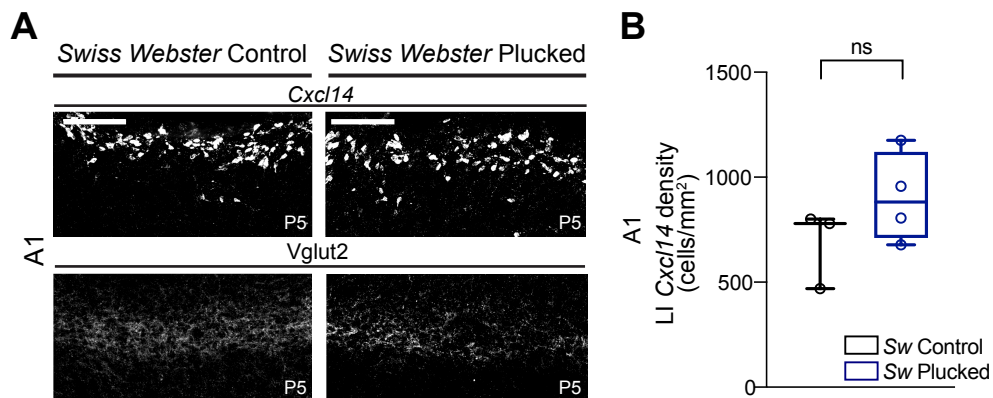 A
Swiss Webster Control
Swiss Webster Plucked
Cxcl14
P5
P5
A1
Vglut2
P5
P5
B
ns
1500
1000
500
0
A1
LI Cxcl14 density
(cells/mm²)
Sw Control
Sw Plucked